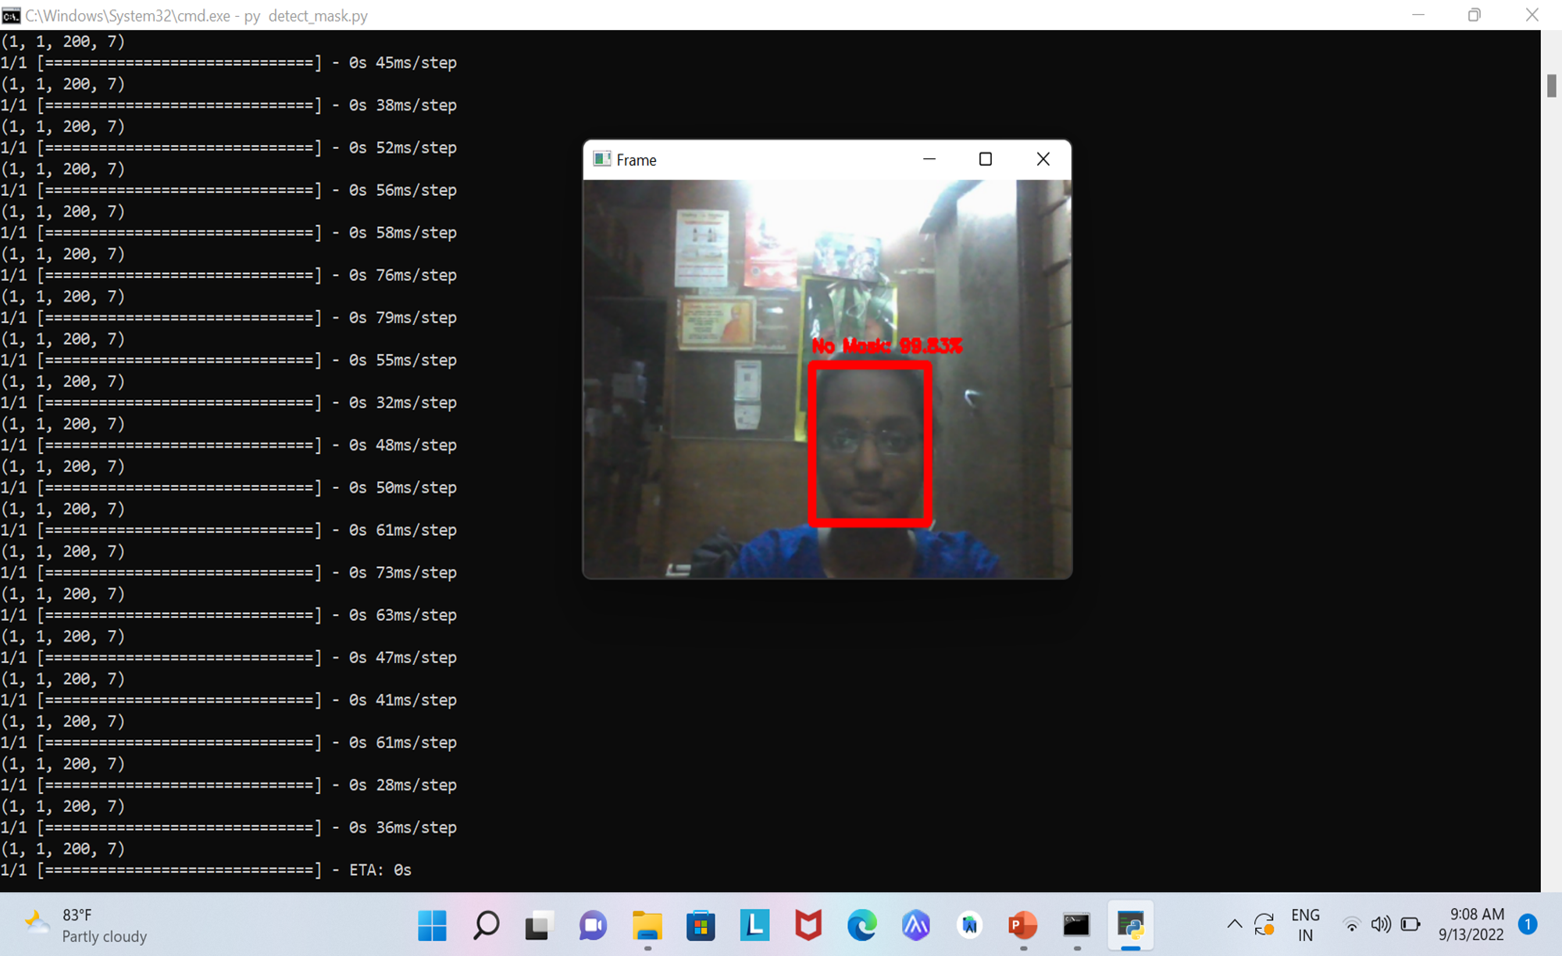 C:\Windows\System32\cmd.exe - py  detect_mask.py
(1, 1, 200, 7)
1/1 [==============================] - 0s 45ms/step
(1, 1, 200, 7)
1/1 [==============================] - 0s 38ms/step
(1, 1, 200, 7)
1/1 [==============================] - 0s 52ms/step
(1, 1, 200, 7)
1/1 [==============================] - 0s 56ms/step
(1, 1, 200, 7)
1/1 [==============================] - 0s 58ms/step
(1, 1, 200, 7)
1/1 [==============================] - 0s 76ms/step
(1, 1, 200, 7)
1/1 [==============================] - 0s 79ms/step
(1, 1, 200, 7)
1/1 [==============================] - 0s 55ms/step
(1, 1, 200, 7)
1/1 [==============================] - 0s 32ms/step
(1, 1, 200, 7)
1/1 [==============================] - 0s 48ms/step
(1, 1, 200, 7)
1/1 [==============================] - 0s 50ms/step
(1, 1, 200, 7)
1/1 [==============================] - 0s 61ms/step
(1, 1, 200, 7)
1/1 [==============================] - 0s 73ms/step
(1, 1, 200, 7)
1/1 [==============================] - 0s 63ms/step
(1, 1, 200, 7)
1/1 [==============================] - 0s 47ms/step
(1, 1, 200, 7)
1/1 [==============================] - 0s 41ms/step
(1, 1, 200, 7)
1/1 [==============================] - 0s 61ms/step
(1, 1, 200, 7)
1/1 [==============================] - 0s 28ms/step
(1, 1, 200, 7)
1/1 [==============================] - 0s 36ms/step
(1, 1, 200, 7)
1/1 [==============================] - ETA: 0s
Frame
No Mask: 99.83%
83°F
Partly cloudy
L
P
ENG
IN
9:08 AM
9/13/2022
1